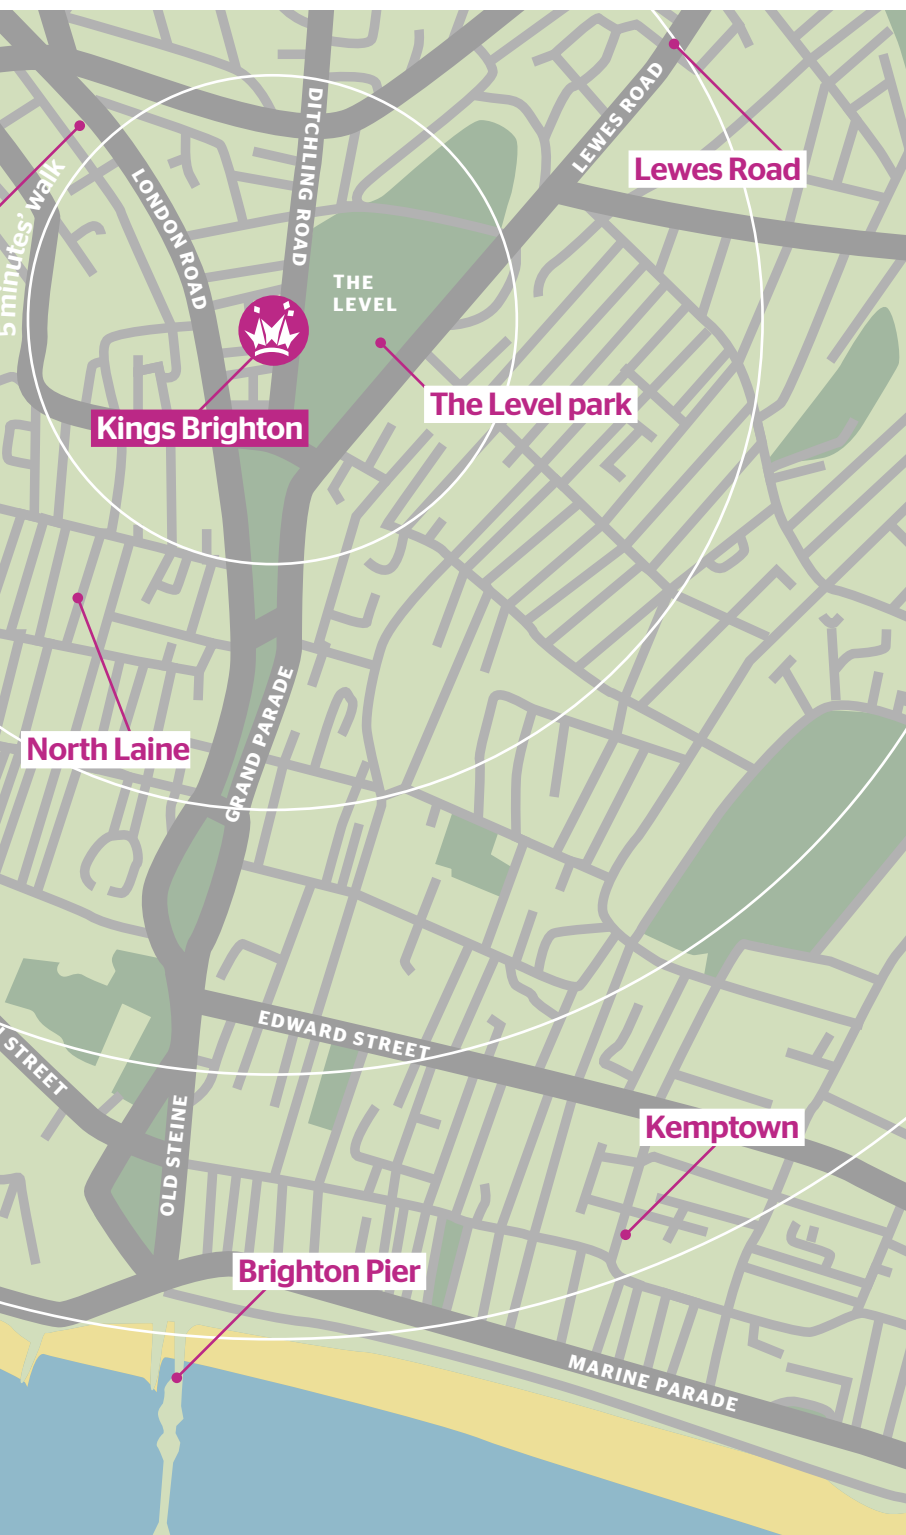 DITCHLING ROAD
LEWES ROAD
Lewes Road
LONDON ROAD
5 minutes' walk
THE
LEVEL
The Level park
Kings Brighton
GRAND PARADE
North Laine
EDWARD STREET
STREET
OLD STEINE
Kemptown
Brighton Pier
MARINE PARADE